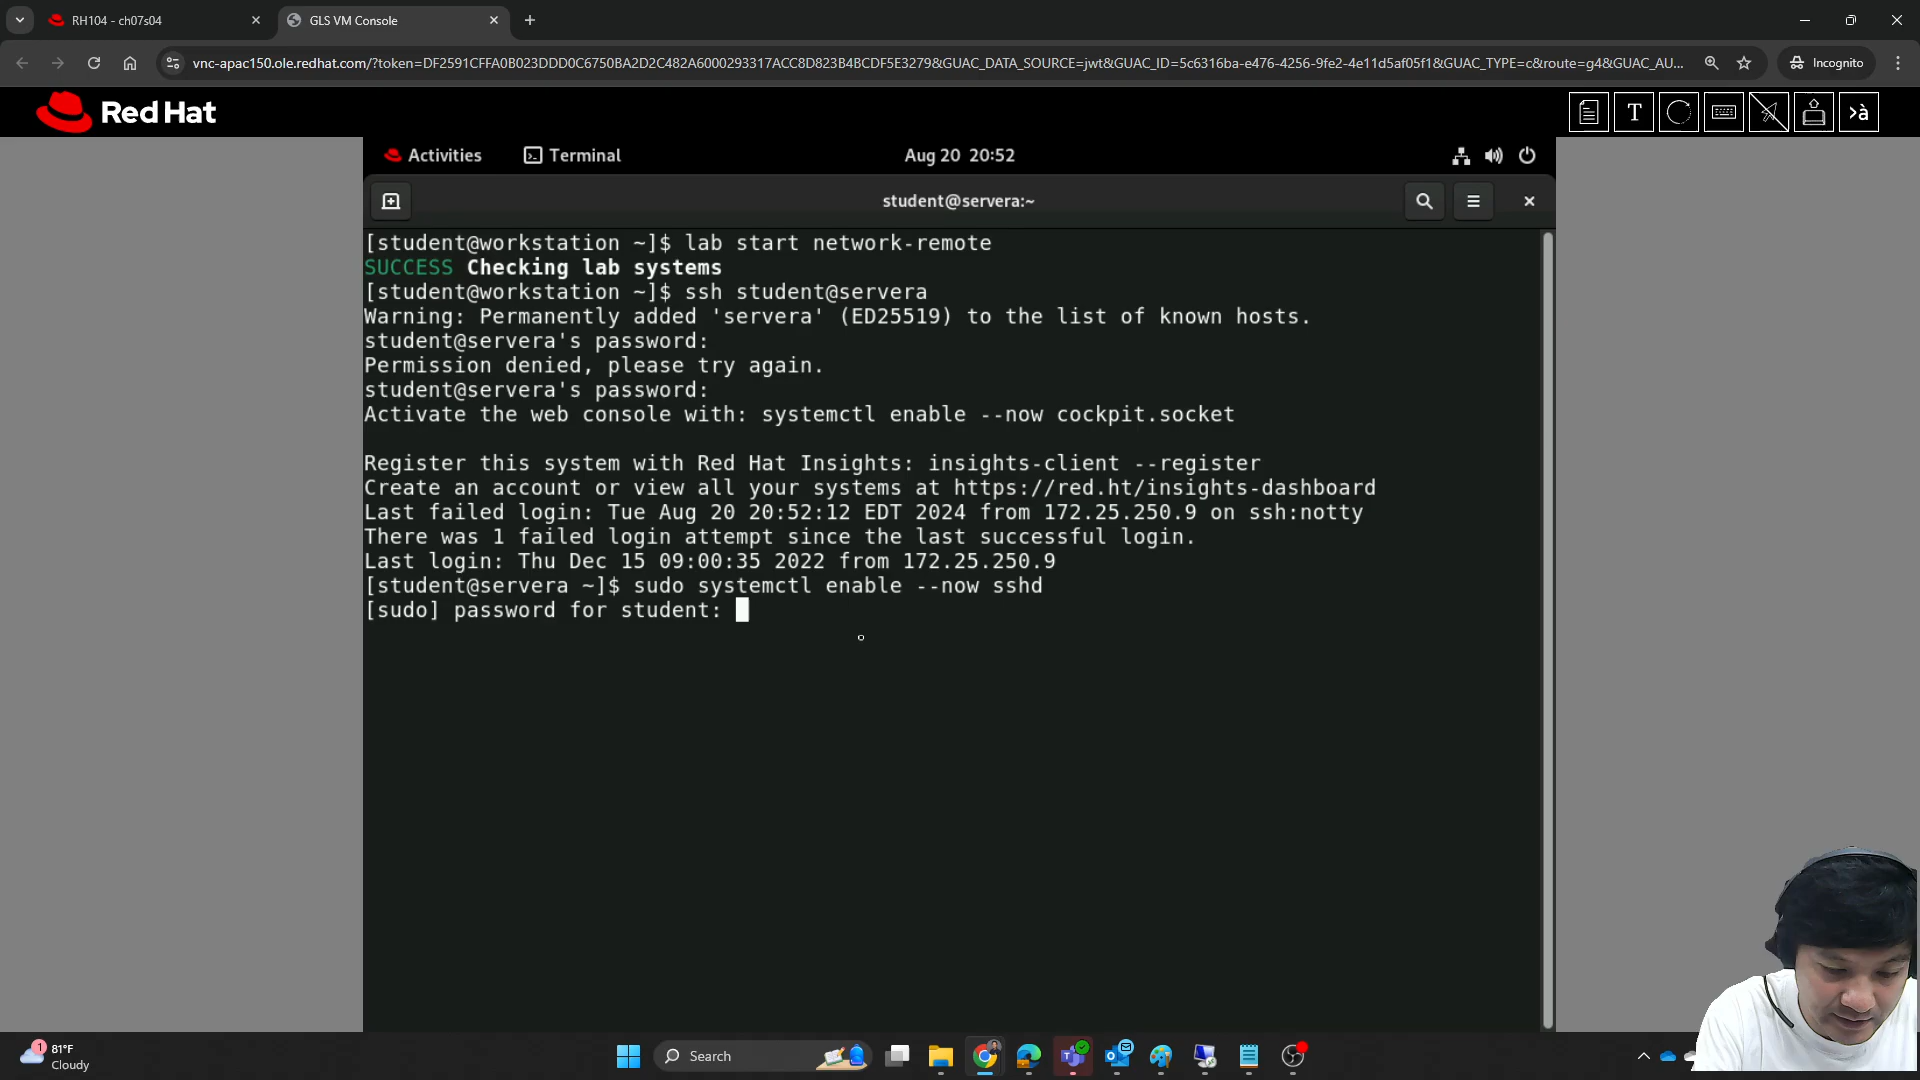 RH104 - ch07s04
GLS VM Console
vnc-apac150.ole.redhat.com/?token=DF2591CFFA0B023DDD0C6750BA2D2C482A6000293317ACC8D823B4BCDF5E3279&GUAC_DATA_SOURCE=jwt&GUAC_ID=5c6316ba-e476-4256-9fe2-4e11d5af05f1&GUAC_TYPE=c&route=g4&GUAC_AU...
Incognito
Red Hat
T
›à
Activities
Terminal
Aug 20 20:52
student@servera:~
[student@workstation ~]$ lab start network-remote
SUCCESS Checking lab systems
[student@workstation ~]$ ssh student@servera
Warning: Permanently added 'servera' (ED25519) to the list of known hosts.
student@servera's password:
Permission denied, please try again.
student@servera's password:
Activate the web console with: systemctl enable --now cockpit.socket
Register this system with Red Hat Insights: insights-client --register
Create an account or view all your systems at https://red.ht/insights-dashboard
Last failed login: Tue Aug 20 20:52:12 EDT 2024 from 172.25.250.9 on ssh:notty
There was 1 failed login attempt since the last successful login.
Last login: Thu Dec 15 09:00:35 2022 from 172.25.250.9
[student@servera ~]$ sudo systemctl enable --now sshd
[sudo] password for student:
1
81°F
Cloudy
Search